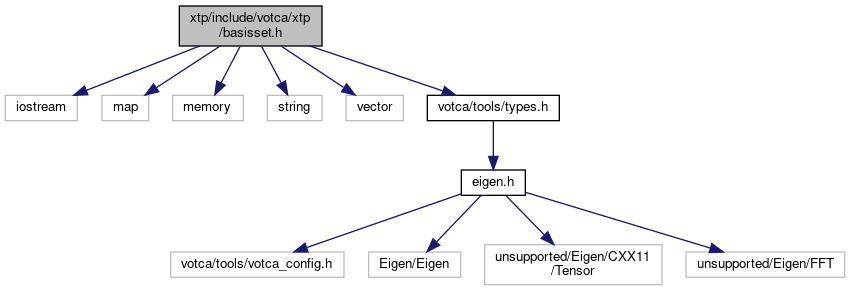 xtp/include/votca/xtp
/basisset.h
iostream
map
memory
string
vector
votca/tools/types.h
eigen.h
votca/tools/votca_config.h
Eigen/Eigen
unsupported/Eigen/CXX11
/Tensor
unsupported/Eigen/FFT